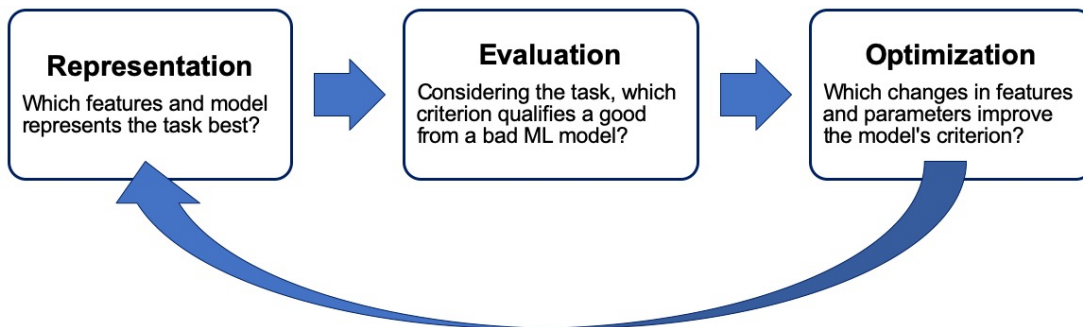 Representation
Which features and model
represents the task best?
Evaluation
Considering the task, which
criterion qualifies a good
from a bad ML model?
Optimization
Which changes in features
and parameters improve
the model's criterion?